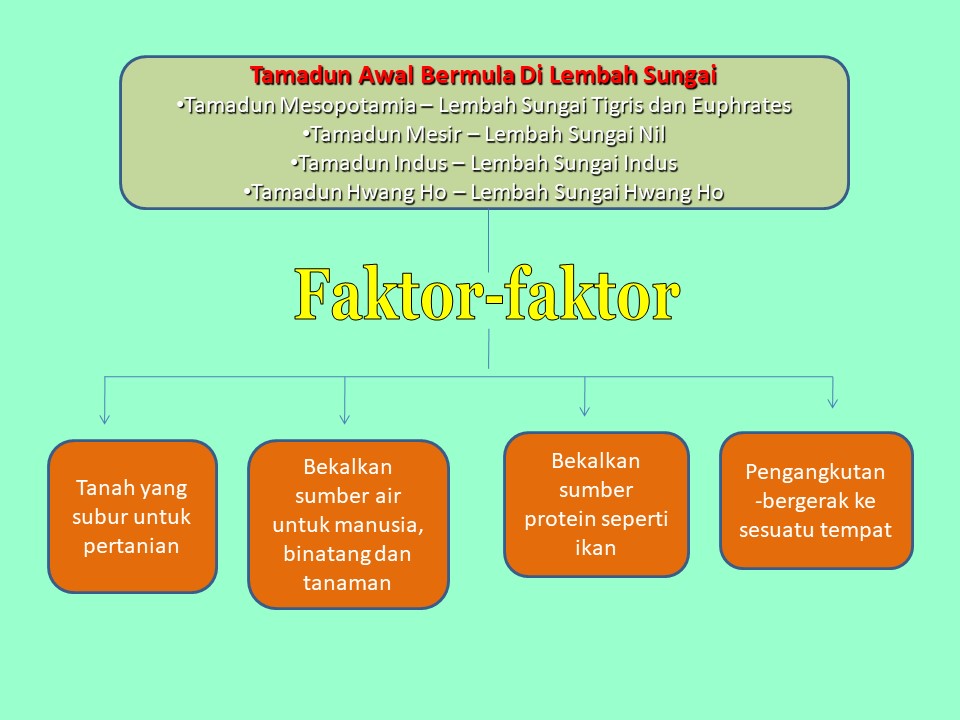 Tamadun Awal Bermula Di Lembah Sungai
•Tamadun Mesopotamia – Lembah Sungai Tigris dan Euphrates
•Tamadun Mesir – Lembah Sungai Nil
•Tamadun Indus – Lembah Sungai Indus
•Tamadun Hwang Ho – Lembah Sungai Hwang Ho
Faktor-faktor
Tanah yang
subur untuk
pertanian
Bekalkan
sumber air
untuk manusia,
binatang dan
tanaman
Bekalkan
sumber
protein seperti
ikan
Pengangkutan
-bergerak ke
sesuatu tempat